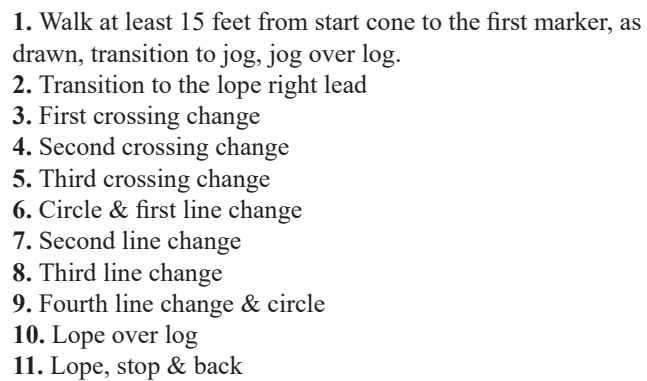 1. Walk at least 15 feet from start cone to the first marker, as
drawn, transition to jog, jog over log.
2. Transition to the lope right lead
3. First crossing change
4. Second crossing change
5. Third crossing change
6. Circle & first line change
7. Second line change
8. Third line change
9. Fourth line change & circle
10. Lope over log
11. Lope, stop & back